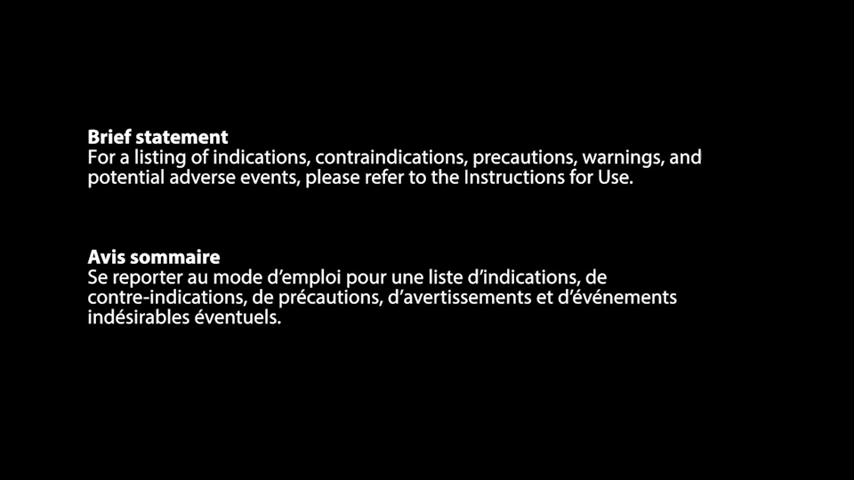 Brief statement
For a listing of indications, contraindications, precautions, warnings, and
potential adverse events, please refer to the Instructions for Use.
Avis sommaire
Se reporter au mode d’emploi pour une liste d’indications, de
contre-indications, de précautions, d’avertissements et d’événements
indésirables éventuels.